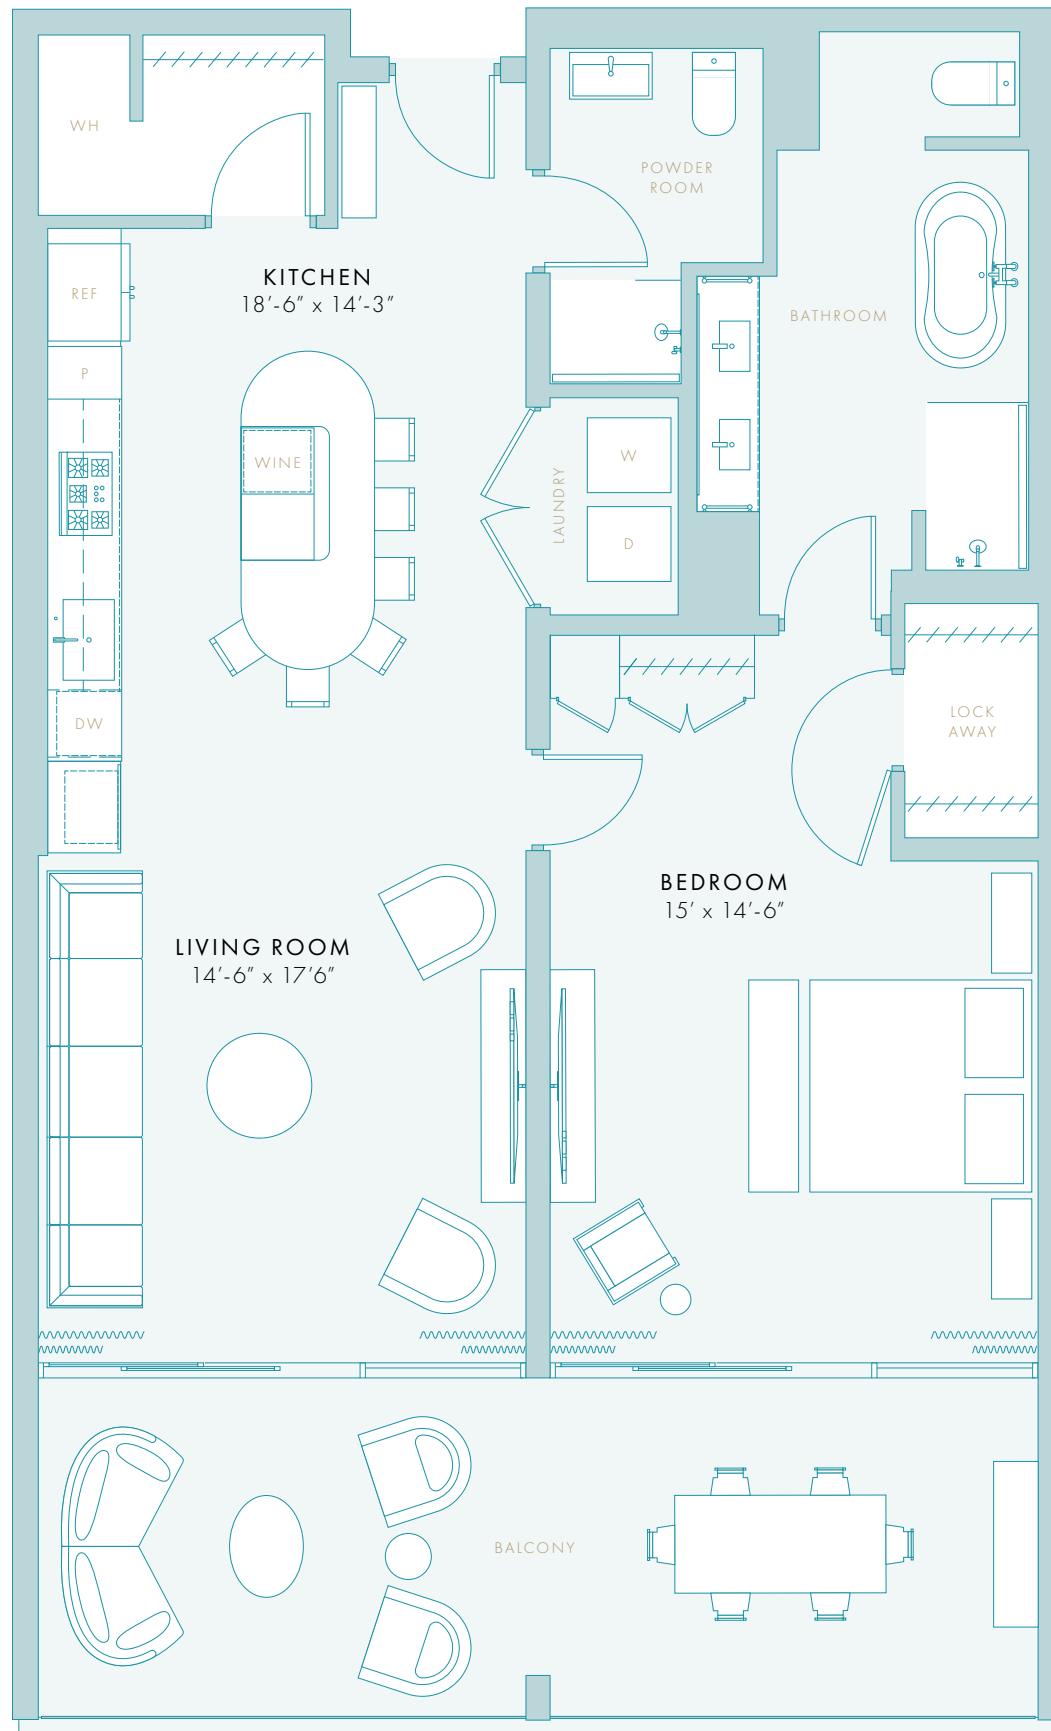 WH
POWDER
ROOM
KITCHEN
18'-6" x 14'-3"
REF
BATHROOM
P
WINE
W
LAUNDRY
D
DW
LOCK
AWAY
BEDROOM
15' x 14'-6"
LIVING ROOM
14'-6" x 17'6"
BALCONY